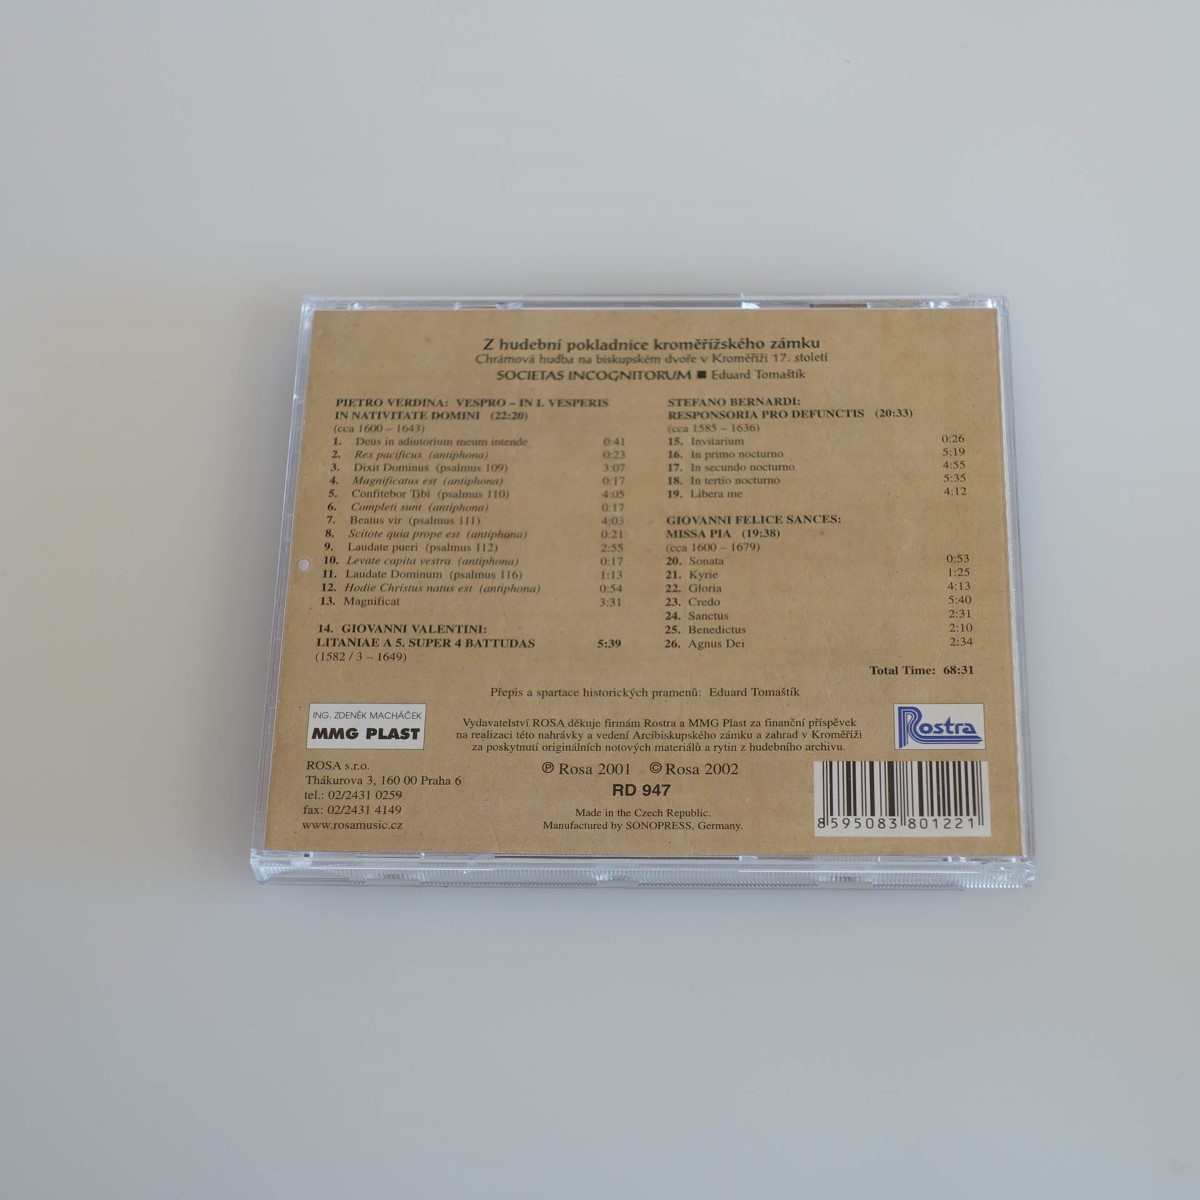 Z hudební pokladnice kroměřížského zámku
Chrámová hudba na biskupském dvoře v Kroměříži 17. století
SOCIETAS INCOGNITORUM ■ Eduard Tomaštík
PIETRO VERDINA: VESPRO – IN I. VESPERIS
IN NATIVITATE DOMINI (22:20)
(cca 1600 – 1643)
1. Deus in adiutorium meum intende 0:41
2. Rex pacificus (antiphona) 0:23
3. Dixit Dominus (psalmus 109) 3:07
4. Magnificatus est (antiphona) 0:17
5. Confitebor Tibi (psalmus 110) 4:05
6. Completi sunt (antiphona) 0:17
7. Beatus vir (psalmus 111) 4:03
8. Scitote quia prope est (antiphona) 0:21
9. Laudate pueri (psalmus 112) 2:55
10. Levate capita vestra (antiphona) 0:17
11. Laudate Dominum (psalmus 116) 1:13
12. Hodie Christus natus est (antiphona) 0:54
13. Magnificat 3:31
14. GIOVANNI VALENTINI:
LITANIAE A 5. SUPER 4 BATTUDAS 5:39
(1582 / 3 – 1649)
STEFANO BERNARDI:
RESPONSORIA PRO DEFUNCTIS (20:33)
(cca 1585 – 1636)
15. Invitarium 0:26
16. In primo nocturno 5:19
17. In secundo nocturno 4:55
18. In tertio nocturno 5:35
19. Libera me 4:12
GIOVANNI FELICE SANCES:
MISSA PIA (19:38)
(cca 1600 – 1679)
20. Sonata 0:53
21. Kyrie 1:25
22. Gloria 4:13
23. Credo 5:40
24. Sanctus 2:31
25. Benedictus 2:10
26. Agnus Dei 2:34
Total Time: 68:31
Přepis a spartace historických pramenů: Eduard Tomaštík
ING. ZDENĚK MACHÁČEK
MMG PLAST
Vydavatelství ROSA děkuje firmám Rostra a MMG Plast za finanční příspěvek
na realizaci této nahrávky a vedení Arcibiskupského zámku a zahrad v Kroměříži
za poskytnutí originálních notových materiálů a rytin z hudebního archivu.
Rostra
ROSA s.r.o.
Thákurova 3, 160 00 Praha 6
tel.: 02/2431 0259
fax: 02/2431 4149
www.rosamusic.cz
℗ Rosa 2001 © Rosa 2002
RD 947
Made in the Czech Republic.
Manufactured by SONOPRESS, Germany.
8 595083 801221